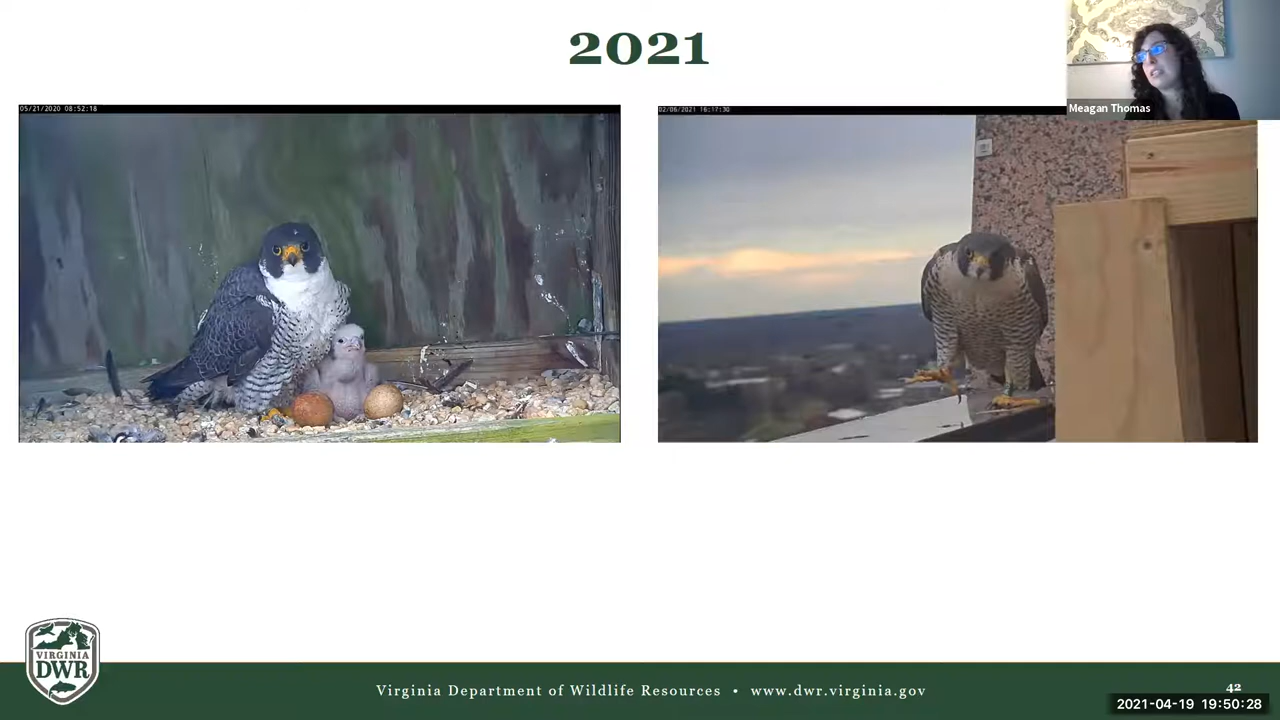 2021
05/21/2020 08:52:18
02/06/2021 16:17:30
Meagan Thomas
VIRGINIA
DWR
Virginia Department of Wildlife Resources • www.dwr.virginia.gov
42
2021-04-19 19:50:28